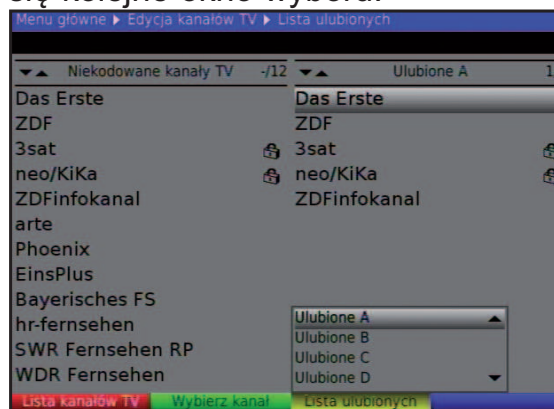 się kolejne okno wyboru.
Menu główne ▶ Edycja kanałów TV ▶ Lista ulubionych
▼▲ Niekodowane kanały TV -/12
Das Erste
ZDF
3sat
neo/KiKa
ZDFinfokanal
arte
Phoenix
EinsPlus
Bayerisches FS
hr-fernsehen
SWR Fernsehen RP
WDR Fernsehen
▼▲ Ulubione A
Das Erste
ZDF
3sat
neo/KiKa
ZDFinfokanal
Ulubione A
Ulubione B
Ulubione C
Ulubione D
Lista kanałów TV Wybierz kanał Lista ulubionych